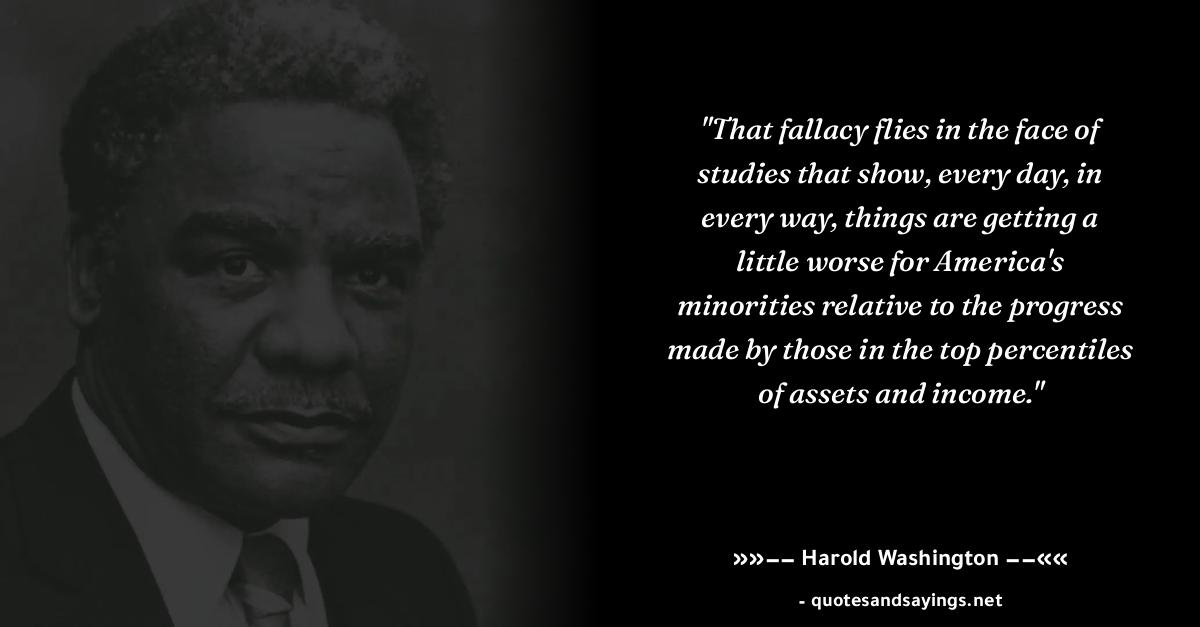 "That fallacy flies in the face of
studies that show, every day, in
every way, things are getting a
little worse for America's
minorities relative to the progress
made by those in the top percentiles
of assets and income."
»»−− Harold Washington −−««
- quotesandsayings.net